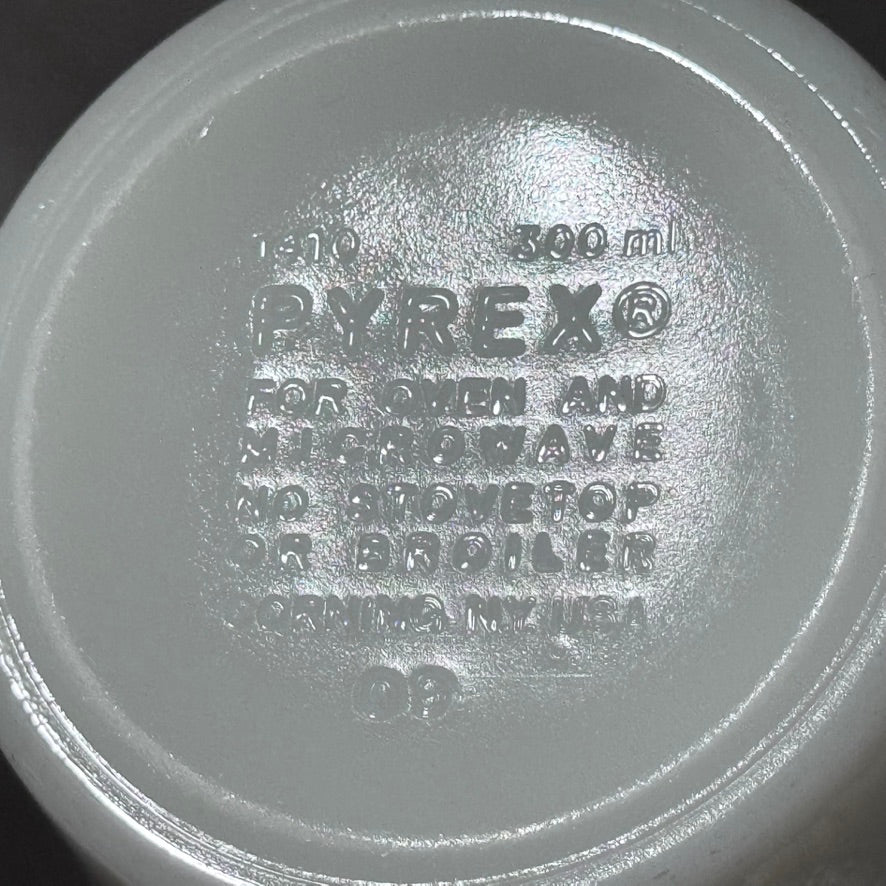 1410 300 ml
PYREX®
FOR OVEN AND
MICROWAVE
NO STOVETOP
OR BROILER
CORNING, NY, USA
09